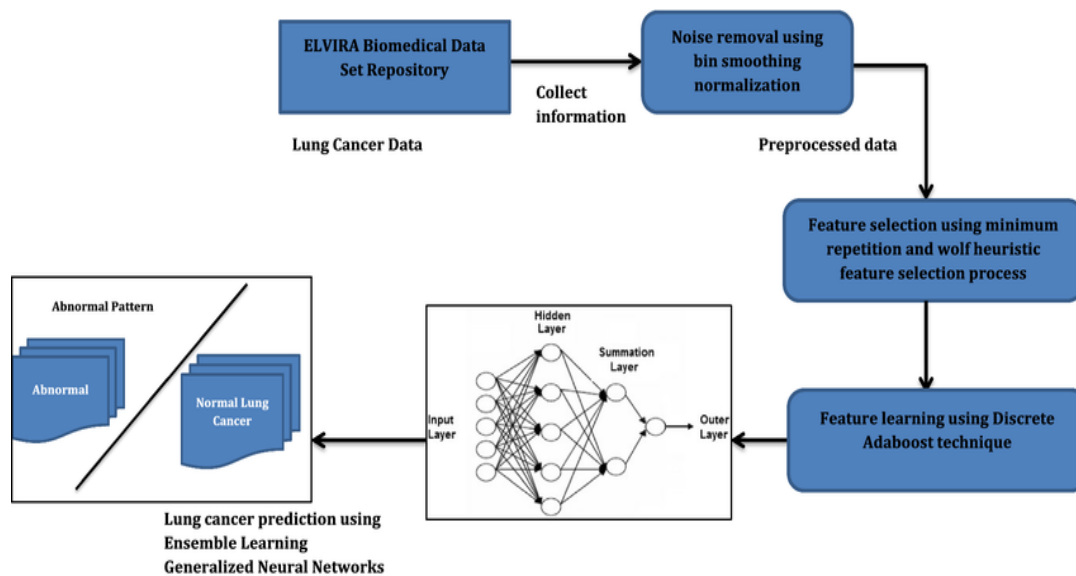 ELVIRA Biomedical Data
Set Repository
Noise removal using
bin smoothing
normalization
Collect
information
Lung Cancer Data
Preprocessed data
Feature selection using minimum
repetition and wolf heuristic
feature selection process
Feature learning using Discrete
Adaboost technique
Hidden
Layer
Summation
Layer
Input
Layer
Outer
Layer
Abnormal Pattern
Abnormal
Normal Lung
Cancer
Lung cancer prediction using
Ensemble Learning
Generalized Neural Networks